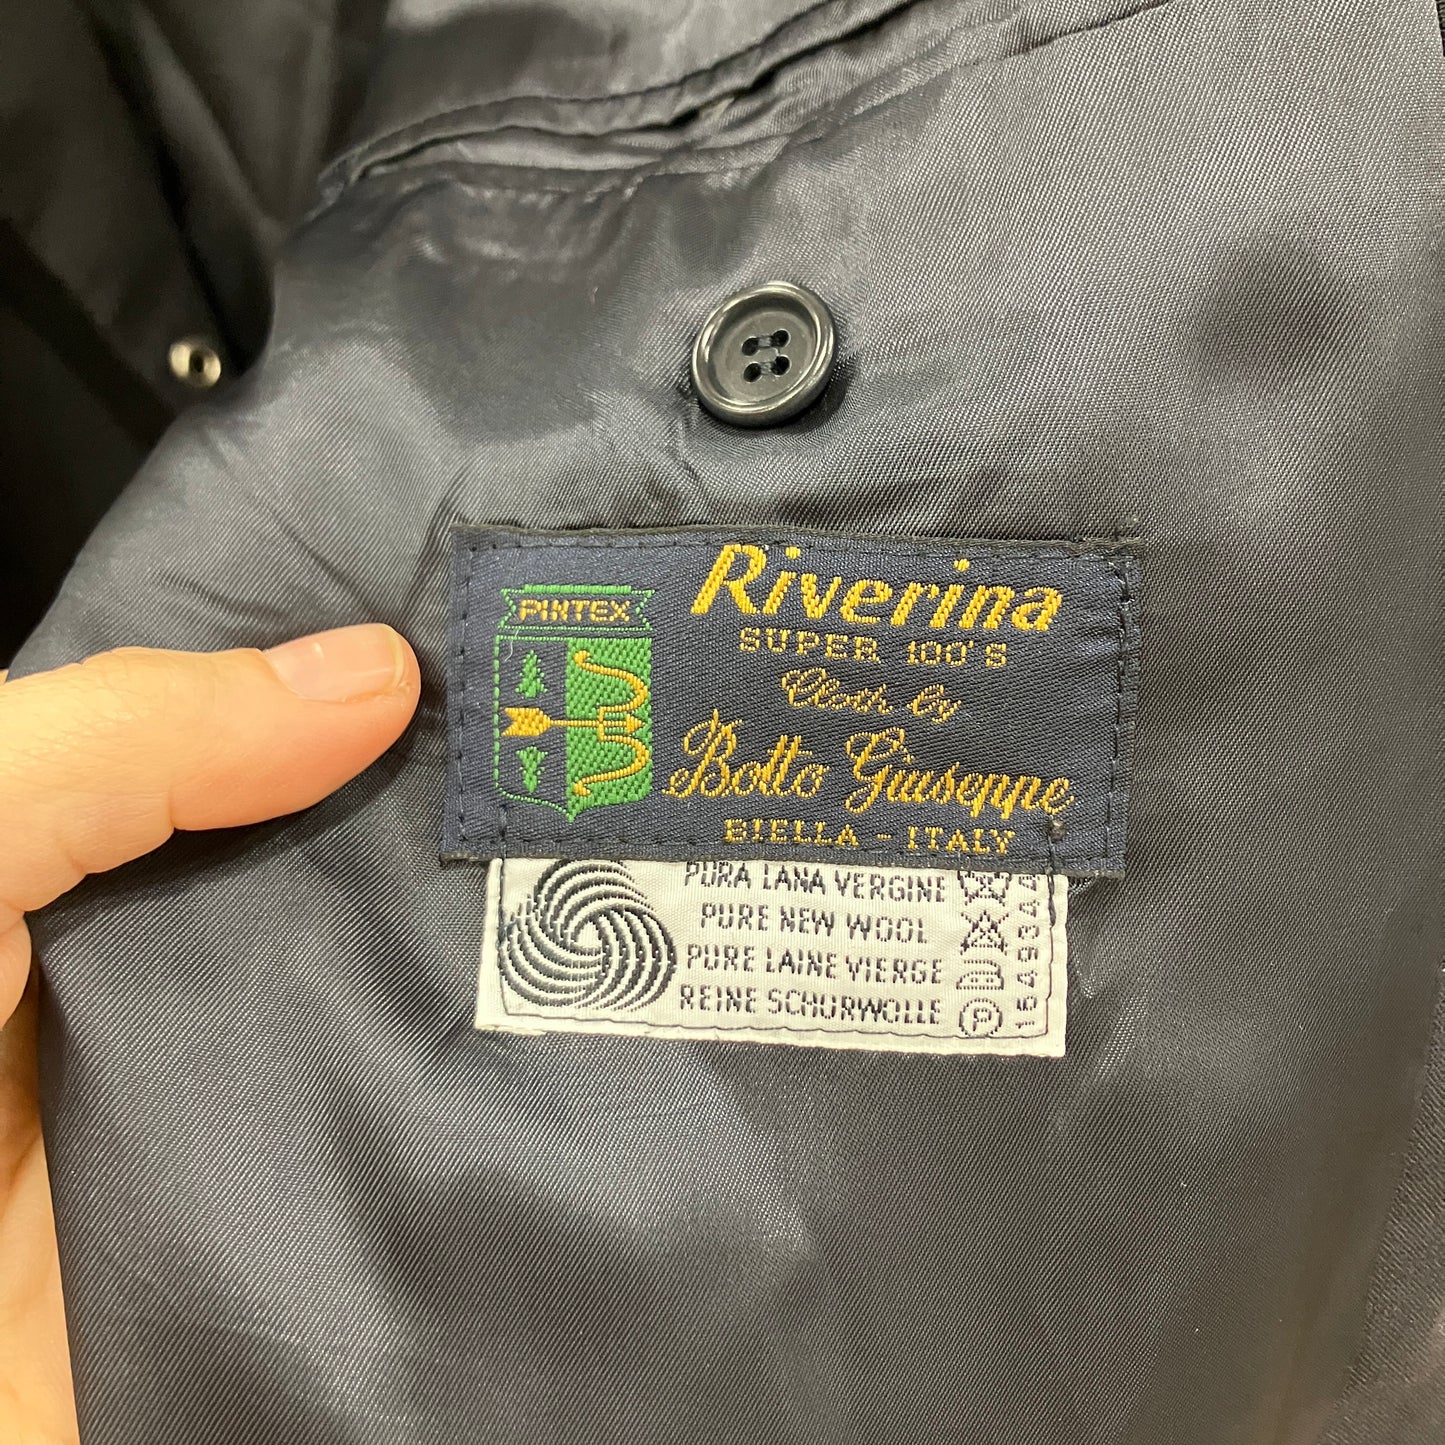 PINTEX
Riverina
SUPER 100'S
Cloth by
Botto Giuseppe
BIELLA - ITALY
PURA LANA VERGINE
PURE NEW WOOL
PURE LAINE VIERGE
REINE SCHURWOLLE
P